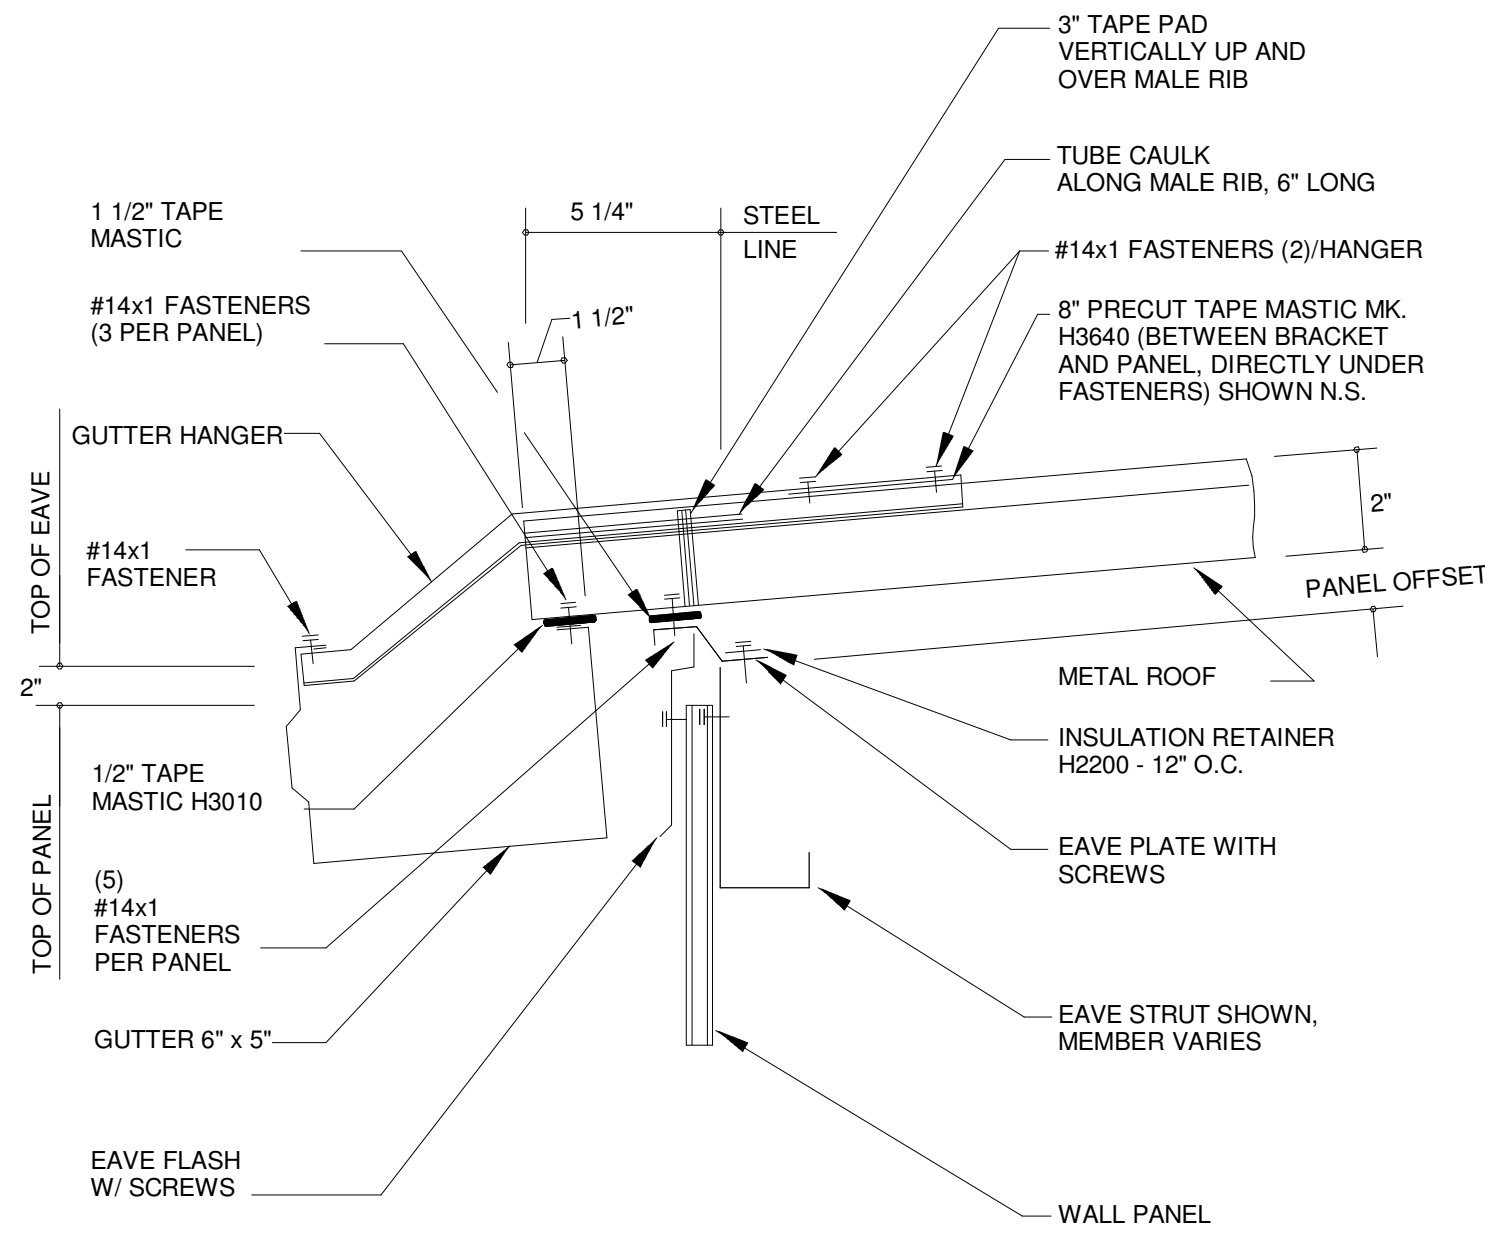 3" TAPE PAD
VERTICALLY UP AND
OVER MALE RIB
TUBE CAULK
ALONG MALE RIB, 6" LONG
1 1/2" TAPE
MASTIC
5 1/4"
STEEL
LINE
#14x1 FASTENERS (2)/HANGER
#14x1 FASTENERS
(3 PER PANEL)
1 1/2"
8" PRECUT TAPE MASTIC MK.
H3640 (BETWEEN BRACKET
AND PANEL, DIRECTLY UNDER
FASTENERS) SHOWN N.S.
GUTTER HANGER
TOP OF EAVE
#14x1
FASTENER
2"
PANEL OFFSET
2"
METAL ROOF
INSULATION RETAINER
H2200 - 12" O.C.
1/2" TAPE
MASTIC H3010
TOP OF PANEL
EAVE PLATE WITH
SCREWS
(5)
#14x1
FASTENERS
PER PANEL
GUTTER 6" x 5"
EAVE STRUT SHOWN,
MEMBER VARIES
EAVE FLASH
W/ SCREWS
WALL PANEL